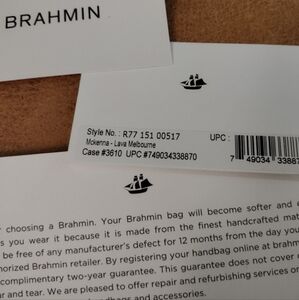 BRAHMIN
Style No. : R77 151 00517
UPC :
Mckenna - Lava Melbourne
Case #3610 UPC #749034338870
7 49034 3388
choosing a Brahmin. Your Brahmin bag will become softer and
s you wear it because it is made from the finest handcrafted mat
be free of any manufacturer's defect for 12 months from the day you
horized Brahmin retailer. By registering your handbag online at brahm
complimentary two-year guarantee. This guarantee does not cover
ar and tear. We are pleased to offer repair and refurbishing services or
handbags and accessories.